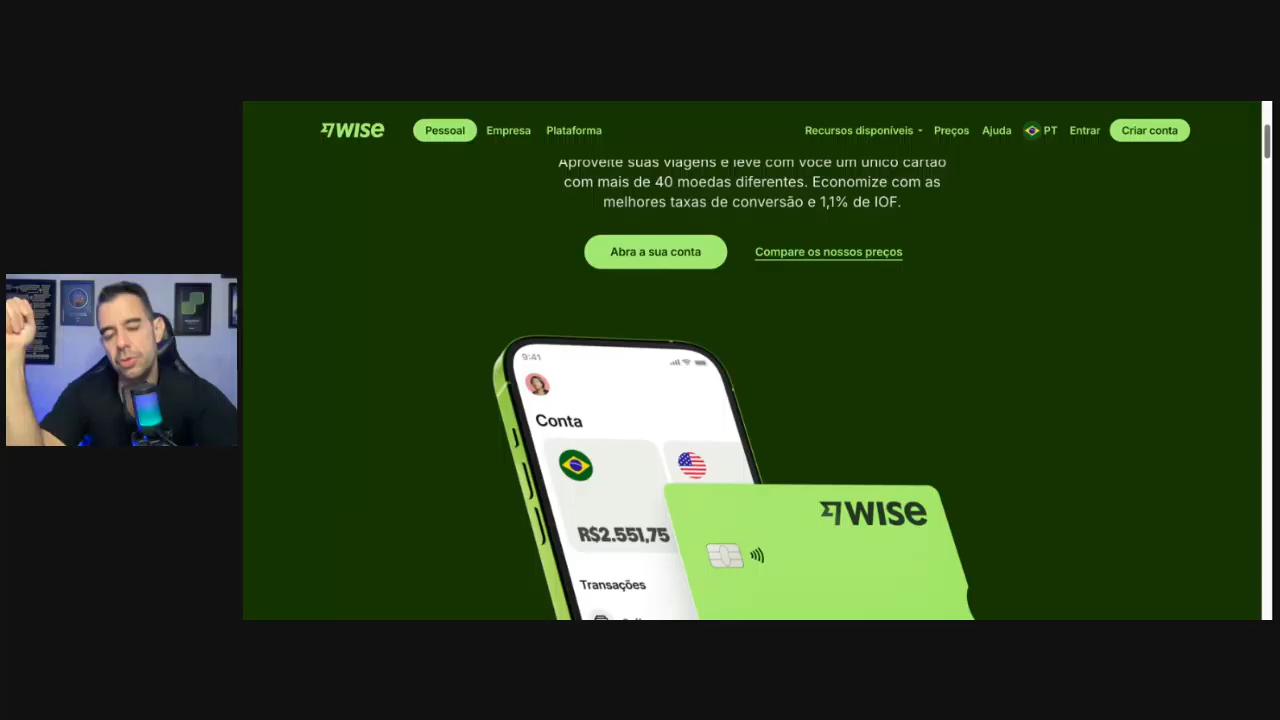 WISE
Pessoal
Empresa
Plataforma
Recursos disponíveis
Preços
Ajuda
PT
Entrar
Criar conta
Aproveite suas viagens e leve com você um único cartão
com mais de 40 moedas diferentes. Economize com as
melhores taxas de conversão e 1,1% de IOF.
Abra a sua conta
Compare os nossos preços
9:41
Conta
R$2.551,75
Transações
WISE